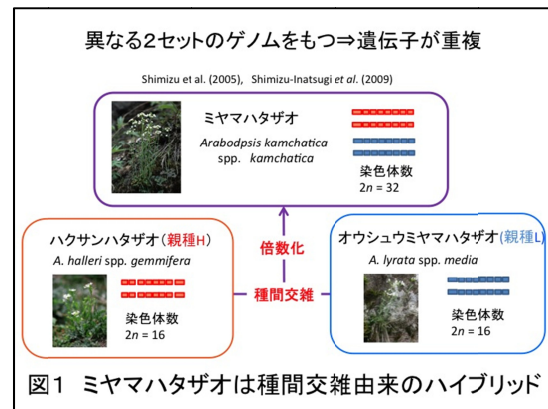 異なる2セットのゲノムをもつ⇒遺伝子が重複
Shimizu et al. (2005), Shimizu-Inatsugi et al. (2009)
ミヤマハタザオ
Arabodpsis kamchatica
spp. kamchatica
染色体数
2n = 32
倍数化
種間交雑
ハクサンハタザオ(親種H)
A. halleri spp. gemmifera
染色体数
2n = 16
オウシュウミヤマハタザオ(親種L)
A. lyrata spp. media
染色体数
2n = 16
図1 ミヤマハタザオは種間交雑由来のハイブリッド